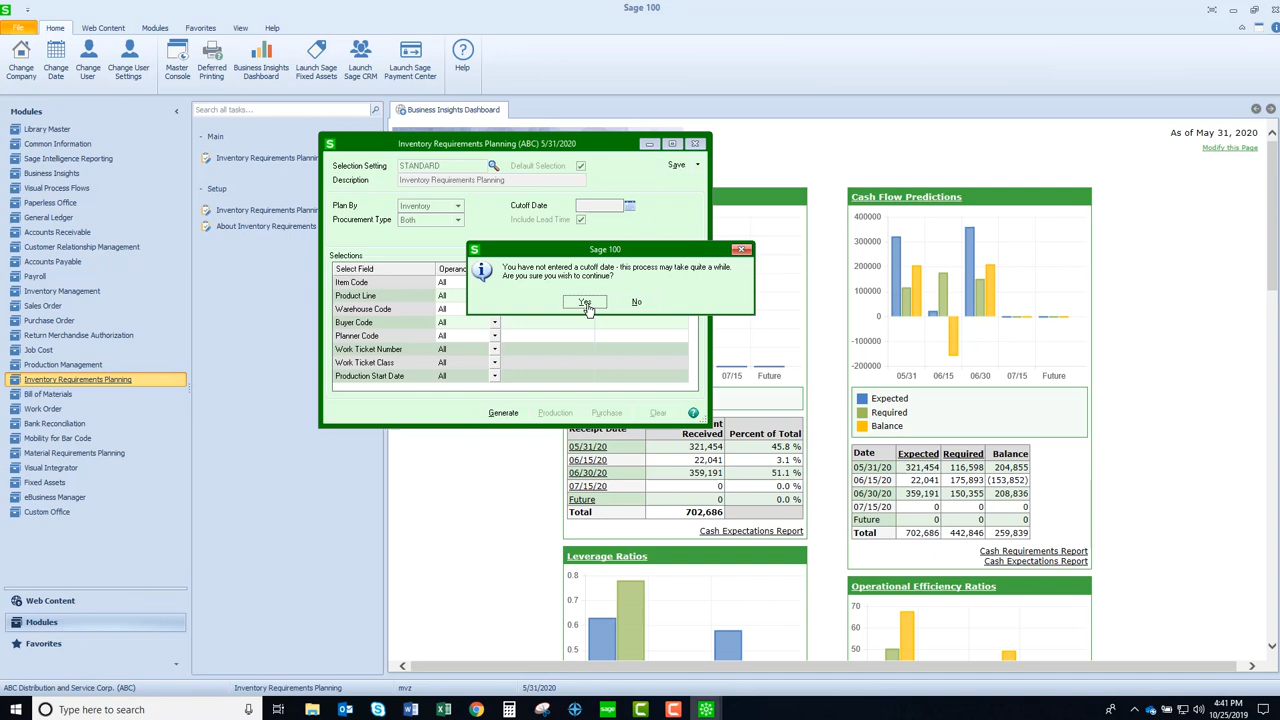 Sage 100
File Home Web Content Modules Favorites View Help
Change Company
Change Date
Change User
Change User Settings
Master Console
Deferred Printing
Business Insights Dashboard
Launch Sage Fixed Assets
Launch Sage CRM
Launch Sage Payment Center
Help
Modules
Library Master
Common Information
Sage Intelligence Reporting
Business Insights
Visual Process Flows
Paperless Office
General Ledger
Accounts Receivable
Customer Relationship Management
Accounts Payable
Payroll
Inventory Management
Sales Order
Purchase Order
Return Merchandise Authorization
Job Cost
Production Management
Inventory Requirements Planning
Bill of Materials
Work Order
Bank Reconciliation
Mobility for Bar Code
Material Requirements Planning
Visual Integrator
Fixed Assets
eBusiness Manager
Custom Office
Web Content
Modules
Favorites
Search all tasks...
Main
Inventory Requirements Plannin
Setup
Inventory Requirements Plannin
About Inventory Requirements
Business Insights Dashboard
As of May 31, 2020
Modify this Page
Inventory Requirements Planning (ABC) 5/31/2020
Selection Setting STANDARD Default Selection Save
Description Inventory Requirements Planning
Plan By Inventory Cutoff Date
Procurement Type Both Include Lead Time
Selections
Select Field Operand
Item Code All
Product Line All
Warehouse Code All
Buyer Code All
Planner Code All
Work Ticket Number All
Work Ticket Class All
Production Start Date All
Generate Production Purchase Clear
Sage 100
You have not entered a cutoff date - this process may take quite a while.
Are you sure you wish to continue?
Yes No
07/15 Future
Receipt Date Received Percent of Total
05/31/20 321,454 45.8 %
06/15/20 22,041 3.1 %
06/30/20 359,191 51.1 %
07/15/20 0 0.0 %
Future 0 0.0 %
Total 702,686
Cash Expectations Report
Leverage Ratios
0.8
0.7
0.6
0.5
Cash Flow Predictions
400000
300000
200000
100000
0
-100000
-200000
05/31 06/15 06/30 07/15 Future
Expected
Required
Balance
Date Expected Required Balance
05/31/20 321,454 116,598 204,855
06/15/20 22,041 175,893 (153,852)
06/30/20 359,191 150,355 208,836
07/15/20 0 0 0
Future 0 0 0
Total 702,686 442,846 259,839
Cash Requirements Report
Cash Expectations Report
Operational Efficiency Ratios
70
60
50
ABC Distribution and Service Corp. (ABC) Inventory Requirements Planning mvz 5/31/2020
Type here to search
sage
4:41 PM
10/25/2019